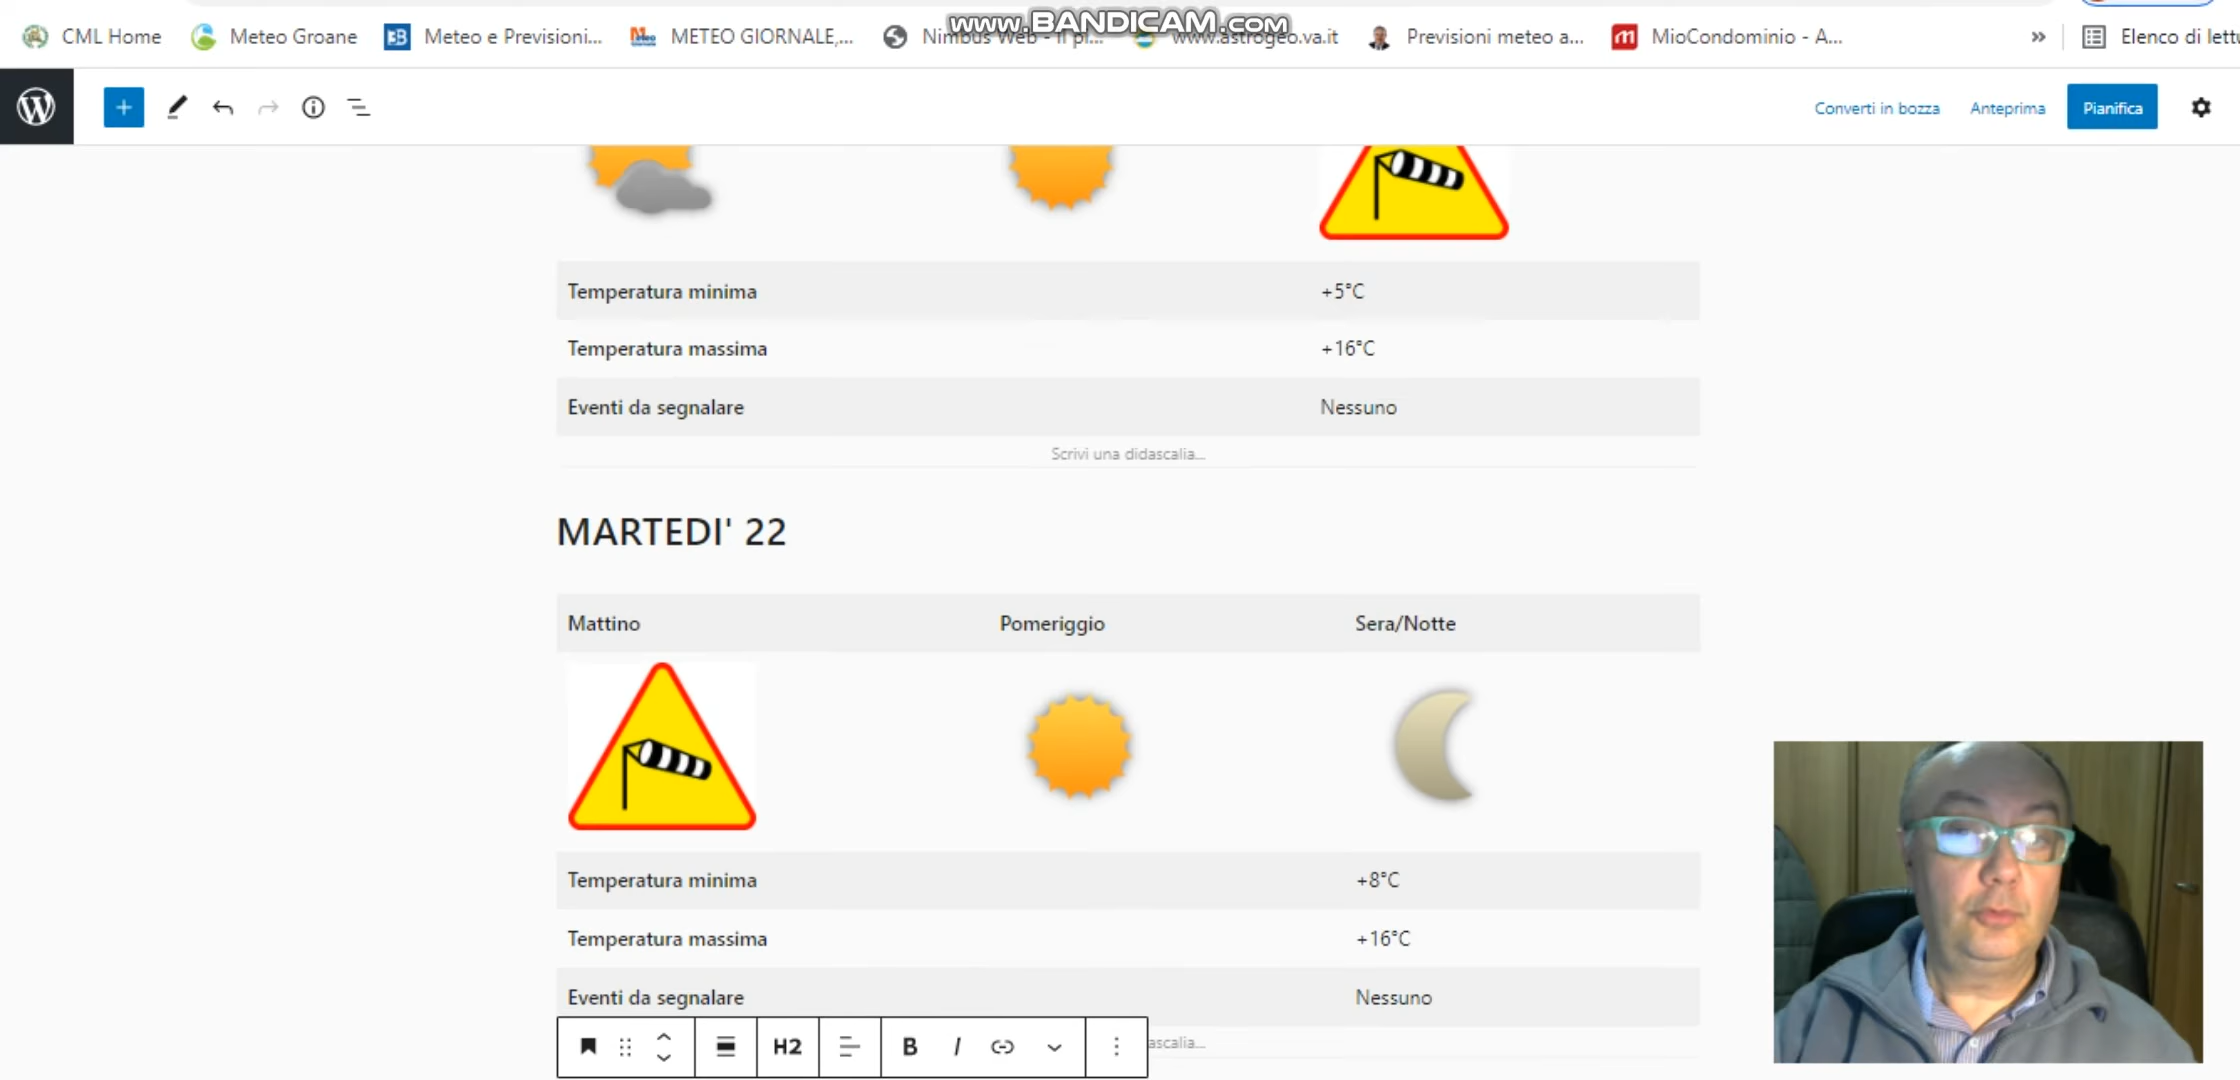 www.BANDICAM.com
CML Home
Meteo Groane
3B
Meteo e Previsioni...
METEO GIORNALE,...
Nimbus Web - Il pi...
www.astrogeo.va.it
Previsioni meteo a...
m
MioCondominio - A...
»
Elenco di lettu
Converti in bozza
Anteprima
Pianifica
Temperatura minima +5°C
Temperatura massima +16°C
Eventi da segnalare Nessuno
Scrivi una didascalia...
MARTEDI' 22
Mattino Pomeriggio Sera/Notte
Temperatura minima +8°C
Temperatura massima +16°C
Eventi da segnalare Nessuno
H2 B I
ascalia...